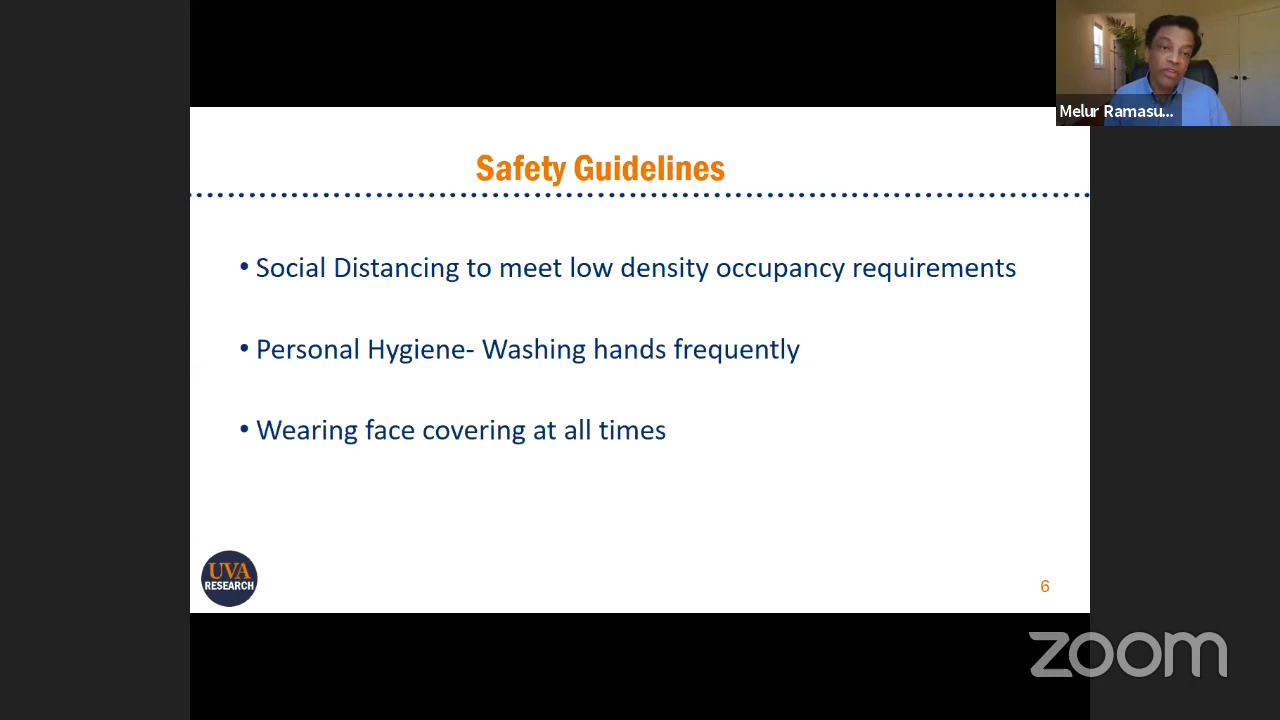 Melur Ramasu...
Safety Guidelines
• Social Distancing to meet low density occupancy requirements
• Personal Hygiene- Washing hands frequently
• Wearing face covering at all times
UVA
RESEARCH
6
zoom